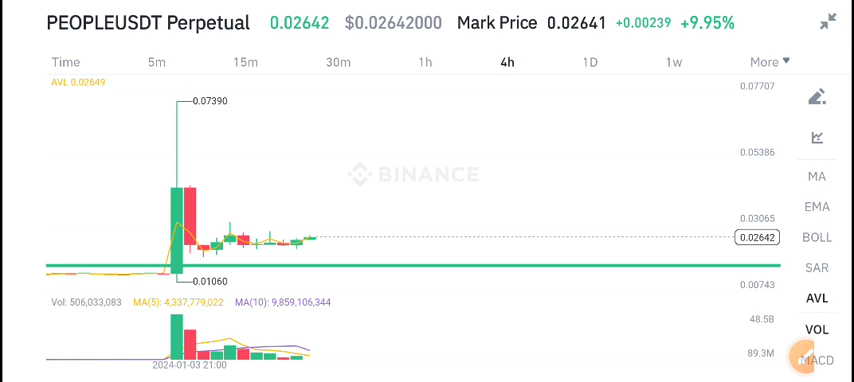 PEOPLEUSDT Perpetual 0.02642 $0.02642000 Mark Price 0.02641 +0.00239 +9.95%
Time 5m 15m 30m 1h 4h 1D 1w More
AVL 0.02649
0.07707
0.07390
0.05386
BINANCE
MA
EMA
0.03065
0.02642
BOLL
SAR
0.01060
0.00743
AVL
Vol: 506,033,083 MA(5): 4,337,779,022 MA(10): 9,859,106,344
48.5B
VOL
89.3M
MACD
2024-01-03 21:00